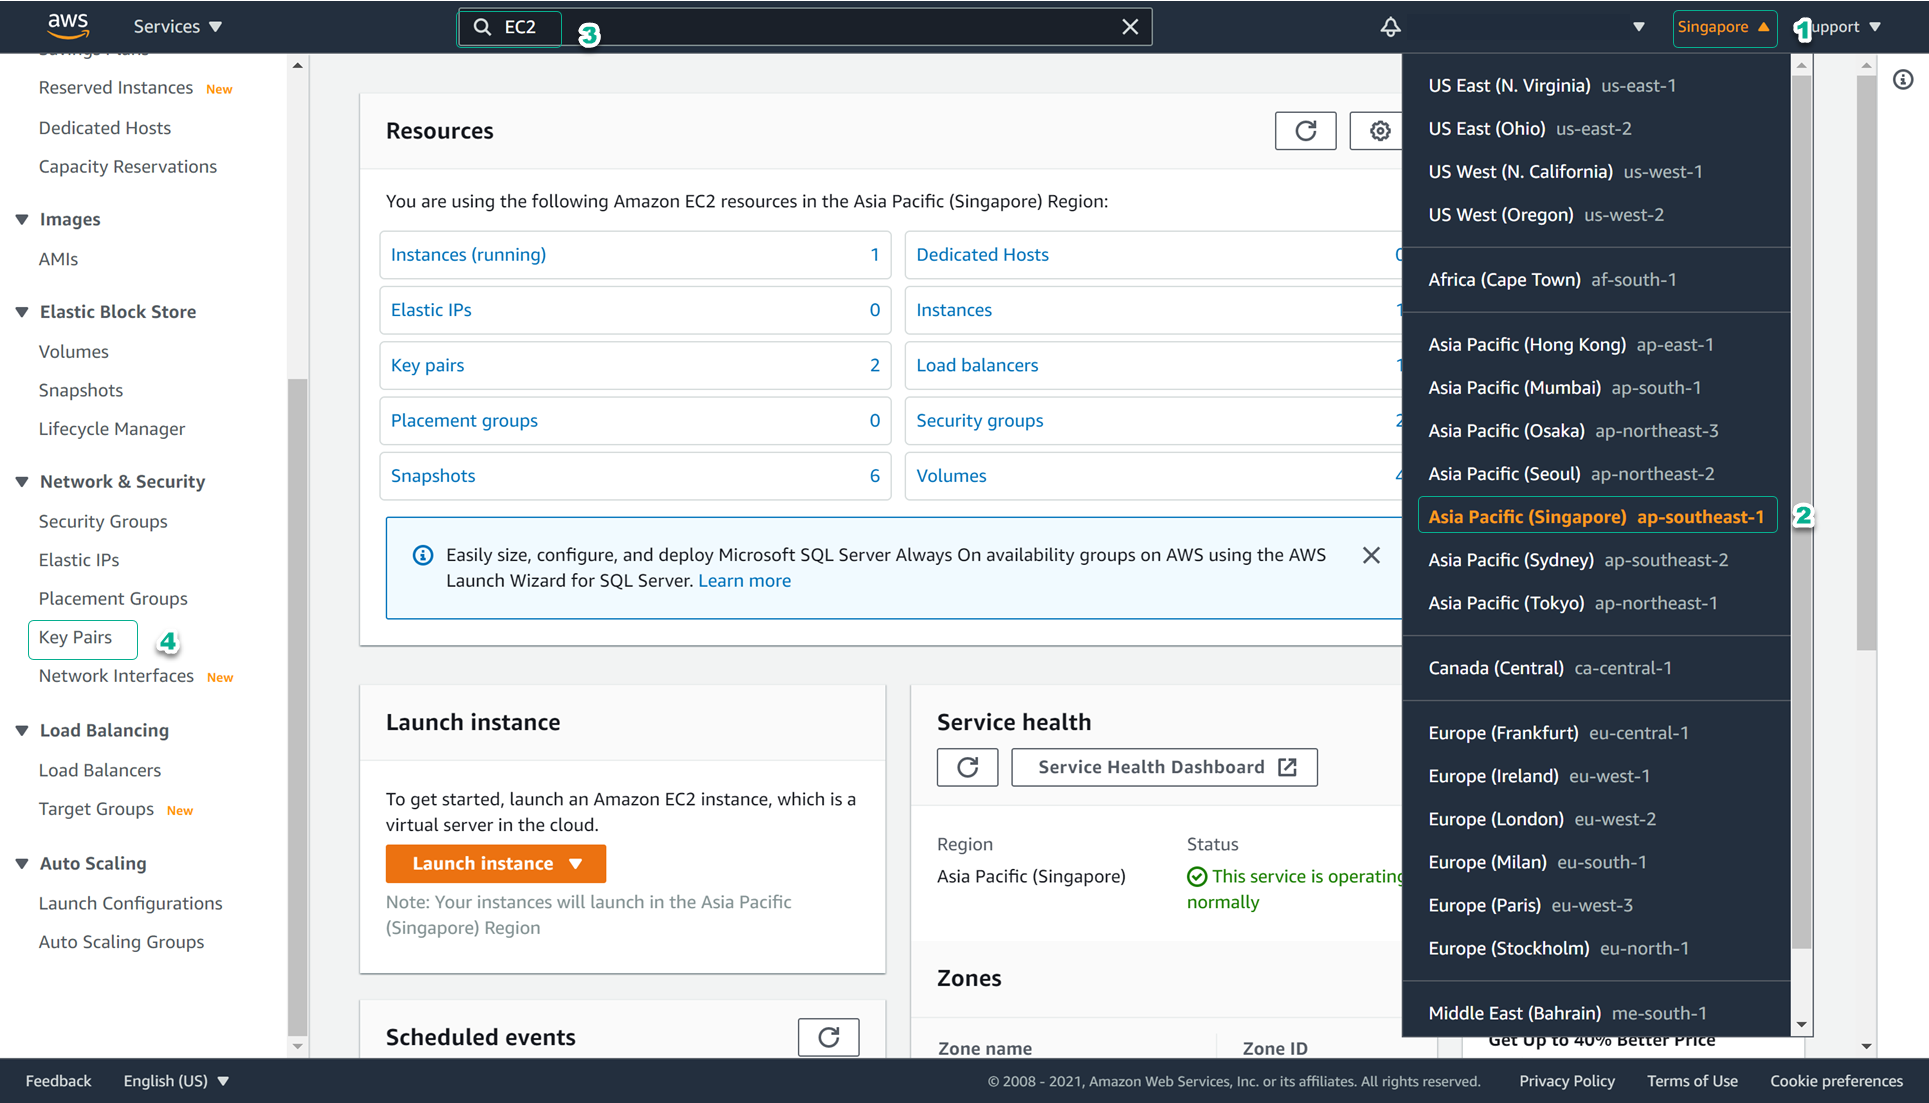 aws
Services
EC2
3
Singapore
1
upport
Savings Plans
Reserved Instances New
Dedicated Hosts
Capacity Reservations
Images
AMIs
Elastic Block Store
Volumes
Snapshots
Lifecycle Manager
Network & Security
Security Groups
Elastic IPs
Placement Groups
Key Pairs
4
Network Interfaces New
Load Balancing
Load Balancers
Target Groups New
Auto Scaling
Launch Configurations
Auto Scaling Groups
Resources
You are using the following Amazon EC2 resources in the Asia Pacific (Singapore) Region:
Instances (running) 1
Dedicated Hosts 0
Elastic IPs 0
Instances 1
Key pairs 2
Load balancers 1
Placement groups 0
Security groups 2
Snapshots 6
Volumes 4
Easily size, configure, and deploy Microsoft SQL Server Always On availability groups on AWS using the AWS
Launch Wizard for SQL Server. Learn more
Launch instance
To get started, launch an Amazon EC2 instance, which is a
virtual server in the cloud.
Launch instance
Note: Your instances will launch in the Asia Pacific
(Singapore) Region
Scheduled events
Service health
Service Health Dashboard
Region
Status
Asia Pacific (Singapore)
This service is operating
normally
Zones
Zone name
Zone ID
US East (N. Virginia) us-east-1
US East (Ohio) us-east-2
US West (N. California) us-west-1
US West (Oregon) us-west-2
Africa (Cape Town) af-south-1
Asia Pacific (Hong Kong) ap-east-1
Asia Pacific (Mumbai) ap-south-1
Asia Pacific (Osaka) ap-northeast-3
Asia Pacific (Seoul) ap-northeast-2
Asia Pacific (Singapore) ap-southeast-1
2
Asia Pacific (Sydney) ap-southeast-2
Asia Pacific (Tokyo) ap-northeast-1
Canada (Central) ca-central-1
Europe (Frankfurt) eu-central-1
Europe (Ireland) eu-west-1
Europe (London) eu-west-2
Europe (Milan) eu-south-1
Europe (Paris) eu-west-3
Europe (Stockholm) eu-north-1
Middle East (Bahrain) me-south-1
Get Up to 40% Better Price
Feedback
English (US)
© 2008 - 2021, Amazon Web Services, Inc. or its affiliates. All rights reserved.
Privacy Policy
Terms of Use
Cookie preferences